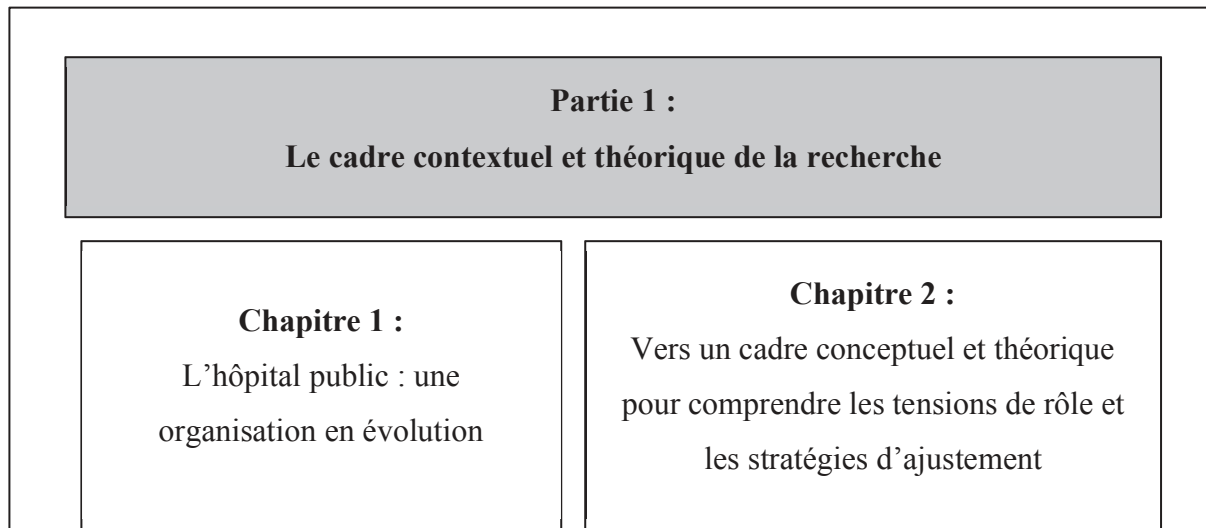 Partie 1 :
Le cadre contextuel et théorique de la recherche
Chapitre 1 :
L’hôpital public : une
organisation en évolution
Chapitre 2 :
Vers un cadre conceptuel et théorique
pour comprendre les tensions de rôle et
les stratégies d’ajustement